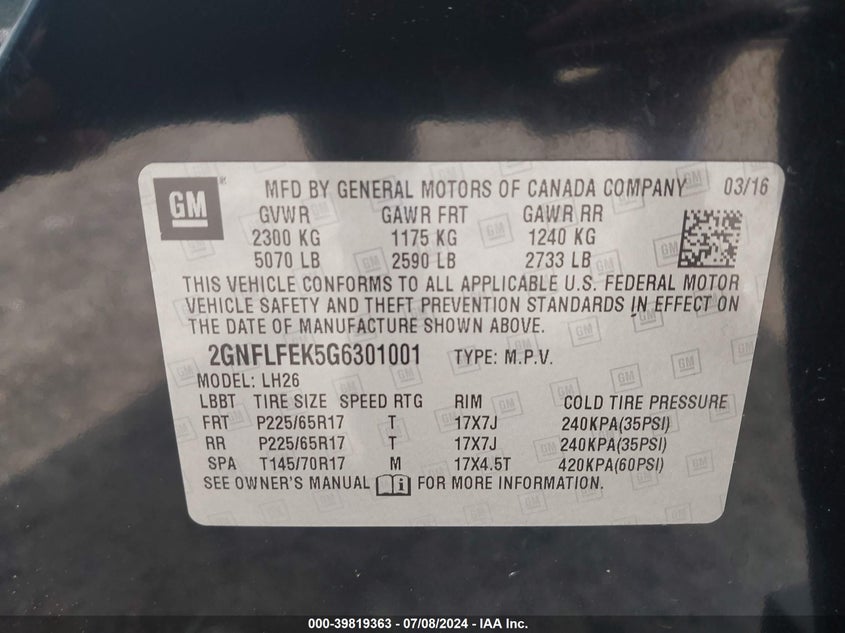 GM MFD BY GENERAL MOTORS OF CANADA COMPANY 03/16
GVWR GAWR FRT GAWR RR
2300 KG 1175 KG 1240 KG
5070 LB 2590 LB 2733 LB
THIS VEHICLE CONFORMS TO ALL APPLICABLE U.S. FEDERAL MOTOR
VEHICLE SAFETY AND THEFT PREVENTION STANDARDS IN EFFECT ON
THE DATE OF MANUFACTURE SHOWN ABOVE.
2GNFLFEK5G6301001 TYPE: M.P.V.
MODEL: LH26
LBBT TIRE SIZE SPEED RTG RIM COLD TIRE PRESSURE
FRT P225/65R17 T 17X7J 240KPA(35PSI)
RR P225/65R17 T 17X7J 240KPA(35PSI)
SPA T145/70R17 M 17X4.5T 420KPA(60PSI)
SEE OWNER'S MANUAL FOR MORE INFORMATION.
000-39819363 - 07/08/2024 - IAA Inc.